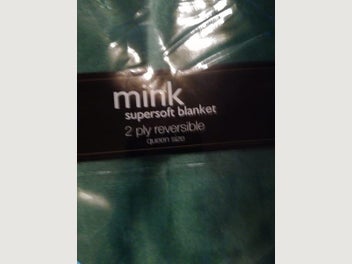 mink
supersoft blanket
2 ply reversible
queen size